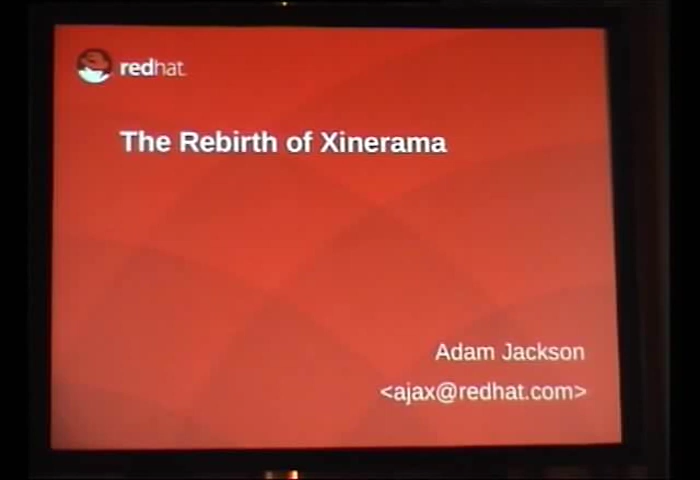 redhat.
The Rebirth of Xinerama
Adam Jackson
<ajax@redhat.com>